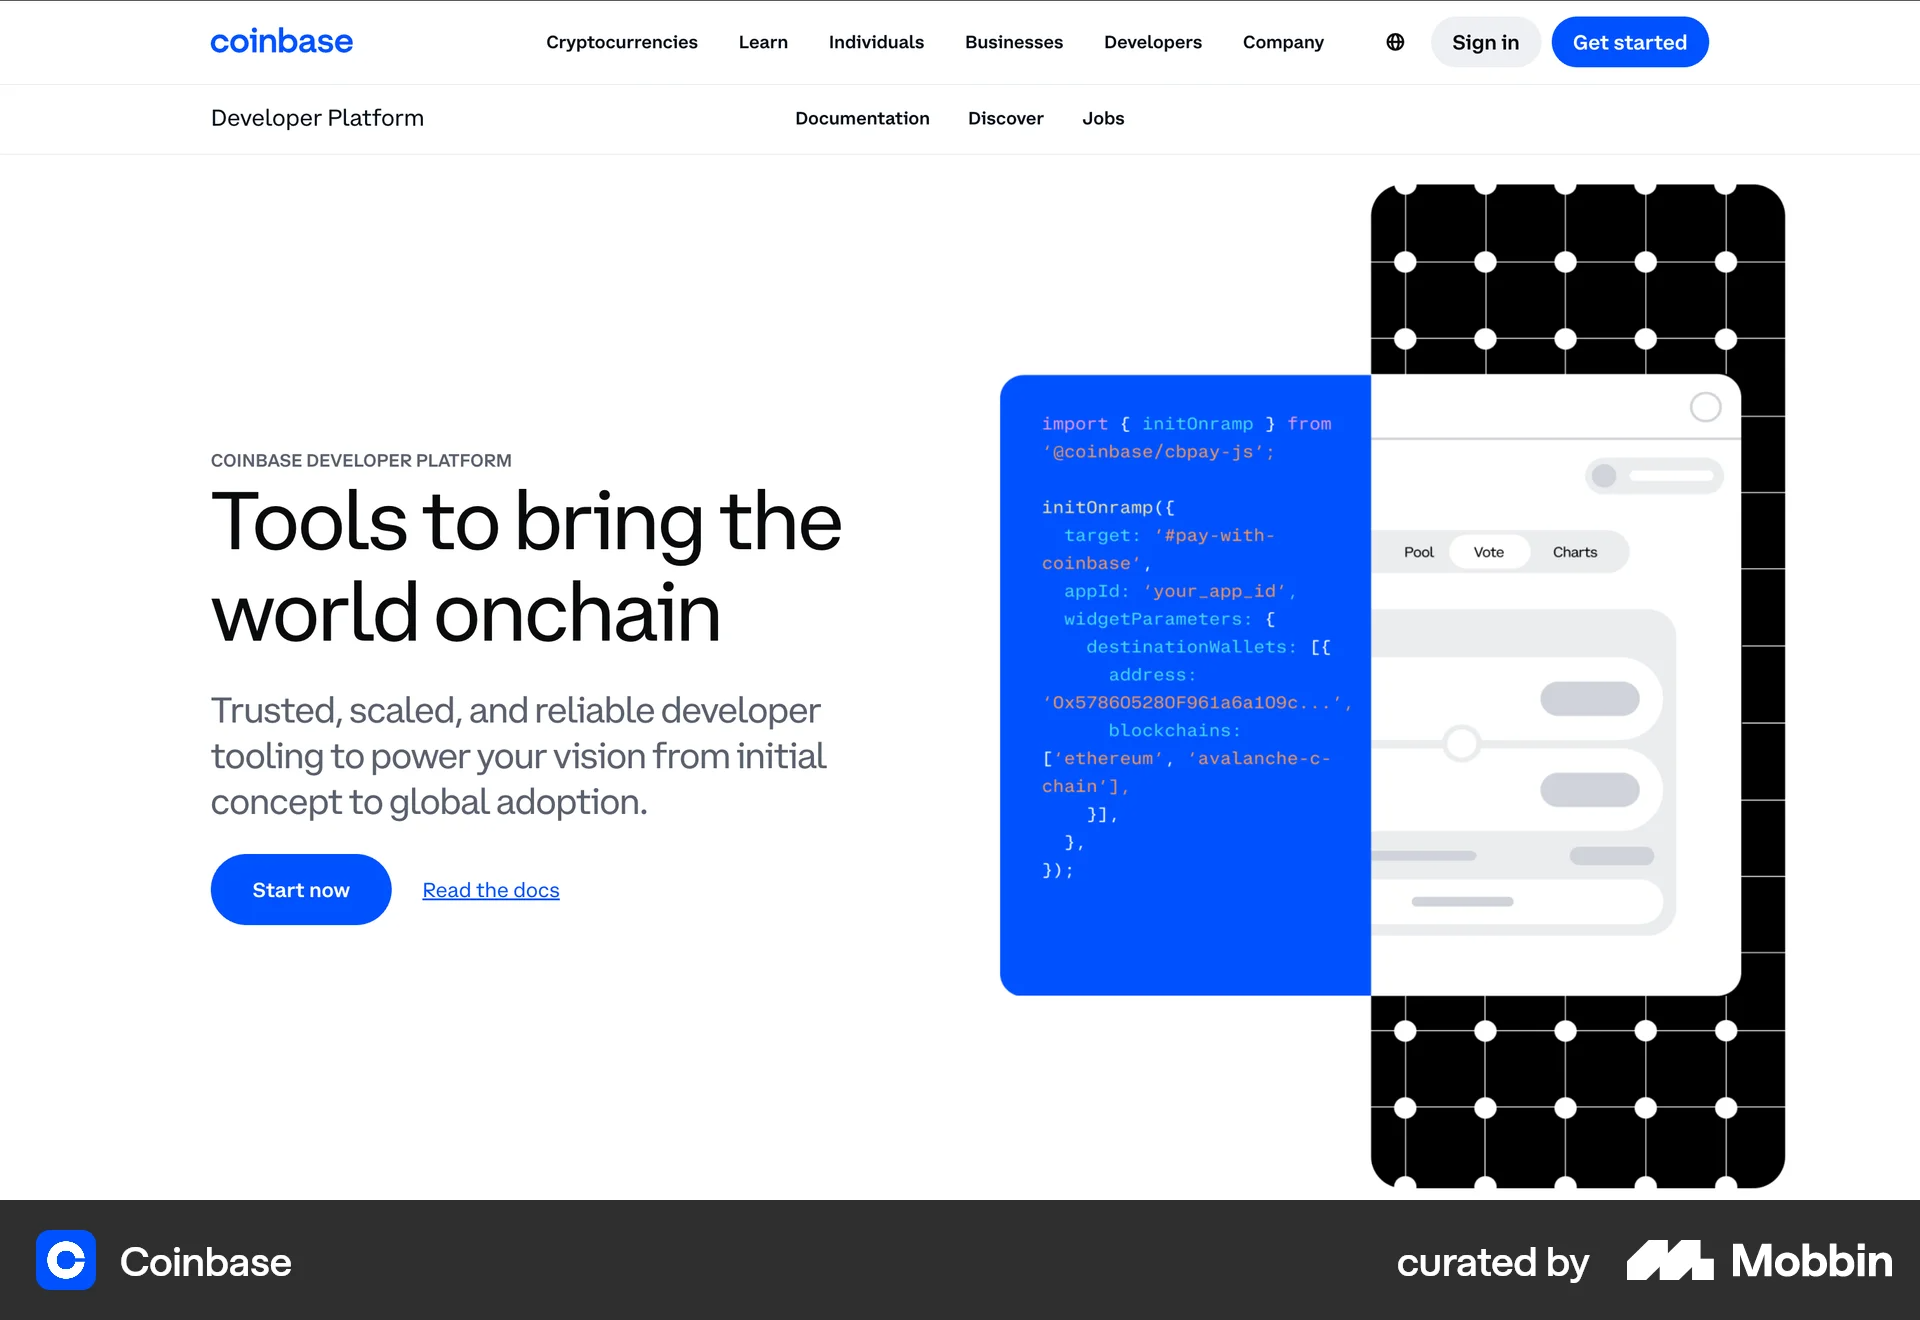 coinbase
Cryptocurrencies
Learn
Individuals
Businesses
Developers
Company
Sign in
Get started
Developer Platform
Documentation
Discover
Jobs
COINBASE DEVELOPER PLATFORM
Tools to bring the
world onchain
Trusted, scaled, and reliable developer
tooling to power your vision from initial
concept to global adoption.
Start now
Read the docs
import { initOnramp } from
‘@coinbase/cbpay-js’;
initOnramp({
target: ‘#pay-with-
coinbase’,
appId: ‘your_app_id’,
widgetParameters: {
destinationWallets: [{
address:
‘0x57860528OF961a6a109c...’,
blockchains:
[‘ethereum’, ‘avalanche-c-
chain’],
}],
},
});
Pool
Vote
Charts
Coinbase
curated by
Mobbin